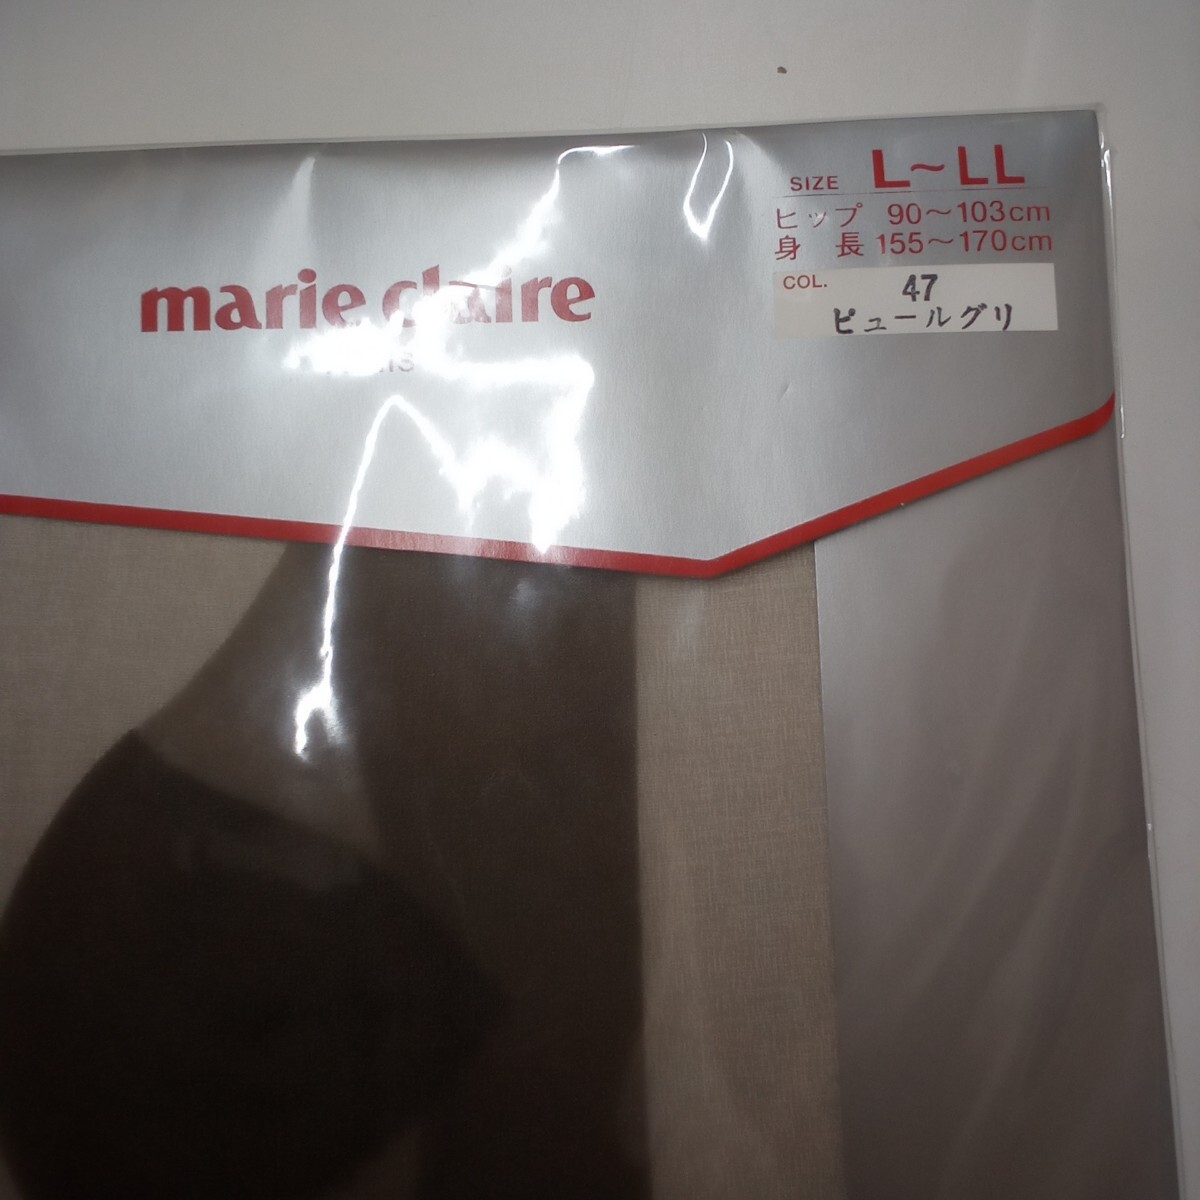 SIZE L～LL
ヒップ 90～103cm
身長 155～170cm
COL. 47
ピュールグリ
marie claire